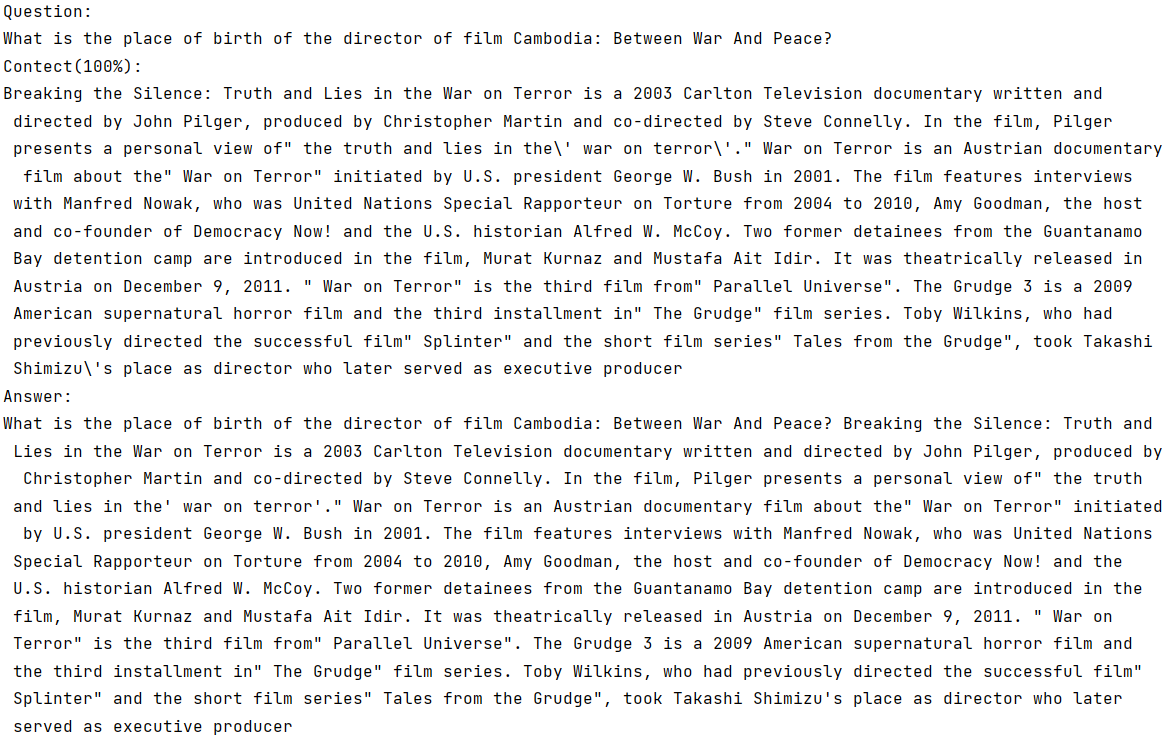 Question:
What is the place of birth of the director of film Cambodia: Between War And Peace?
Contect(100%):
Breaking the Silence: Truth and Lies in the War on Terror is a 2003 Carlton Television documentary written and
directed by John Pilger, produced by Christopher Martin and co-directed by Steve Connelly. In the film, Pilger
presents a personal view of" the truth and lies in the\' war on terror\'." War on Terror is an Austrian documentary
film about the" War on Terror" initiated by U.S. president George W. Bush in 2001. The film features interviews
with Manfred Nowak, who was United Nations Special Rapporteur on Torture from 2004 to 2010, Amy Goodman, the host
and co-founder of Democracy Now! and the U.S. historian Alfred W. McCoy. Two former detainees from the Guantanamo
Bay detention camp are introduced in the film, Murat Kurnaz and Mustafa Ait Idir. It was theatrically released in
Austria on December 9, 2011. " War on Terror" is the third film from" Parallel Universe". The Grudge 3 is a 2009
American supernatural horror film and the third installment in" The Grudge" film series. Toby Wilkins, who had
previously directed the successful film" Splinter" and the short film series" Tales from the Grudge", took Takashi
Shimizu\'s place as director who later served as executive producer
Answer:
What is the place of birth of the director of film Cambodia: Between War And Peace? Breaking the Silence: Truth and
Lies in the War on Terror is a 2003 Carlton Television documentary written and directed by John Pilger, produced by
Christopher Martin and co-directed by Steve Connelly. In the film, Pilger presents a personal view of" the truth
and lies in the' war on terror'." War on Terror is an Austrian documentary film about the" War on Terror" initiated
by U.S. president George W. Bush in 2001. The film features interviews with Manfred Nowak, who was United Nations
Special Rapporteur on Torture from 2004 to 2010, Amy Goodman, the host and co-founder of Democracy Now! and the
U.S. historian Alfred W. McCoy. Two former detainees from the Guantanamo Bay detention camp are introduced in the
film, Murat Kurnaz and Mustafa Ait Idir. It was theatrically released in Austria on December 9, 2011. " War on
Terror" is the third film from" Parallel Universe". The Grudge 3 is a 2009 American supernatural horror film and
the third installment in" The Grudge" film series. Toby Wilkins, who had previously directed the successful film"
Splinter" and the short film series" Tales from the Grudge", took Takashi Shimizu's place as director who later
served as executive producer